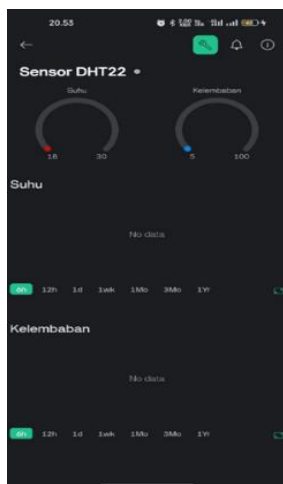 20.53
Sensor DHT22
Suhu Kelembaban
18 30 5 100
Suhu
No data
6h 12h 1d 1wk 1Mo 3Mo 1Yr
Kelembaban
No data
6h 12h 1d 1wk 1Mo 3Mo 1Yr